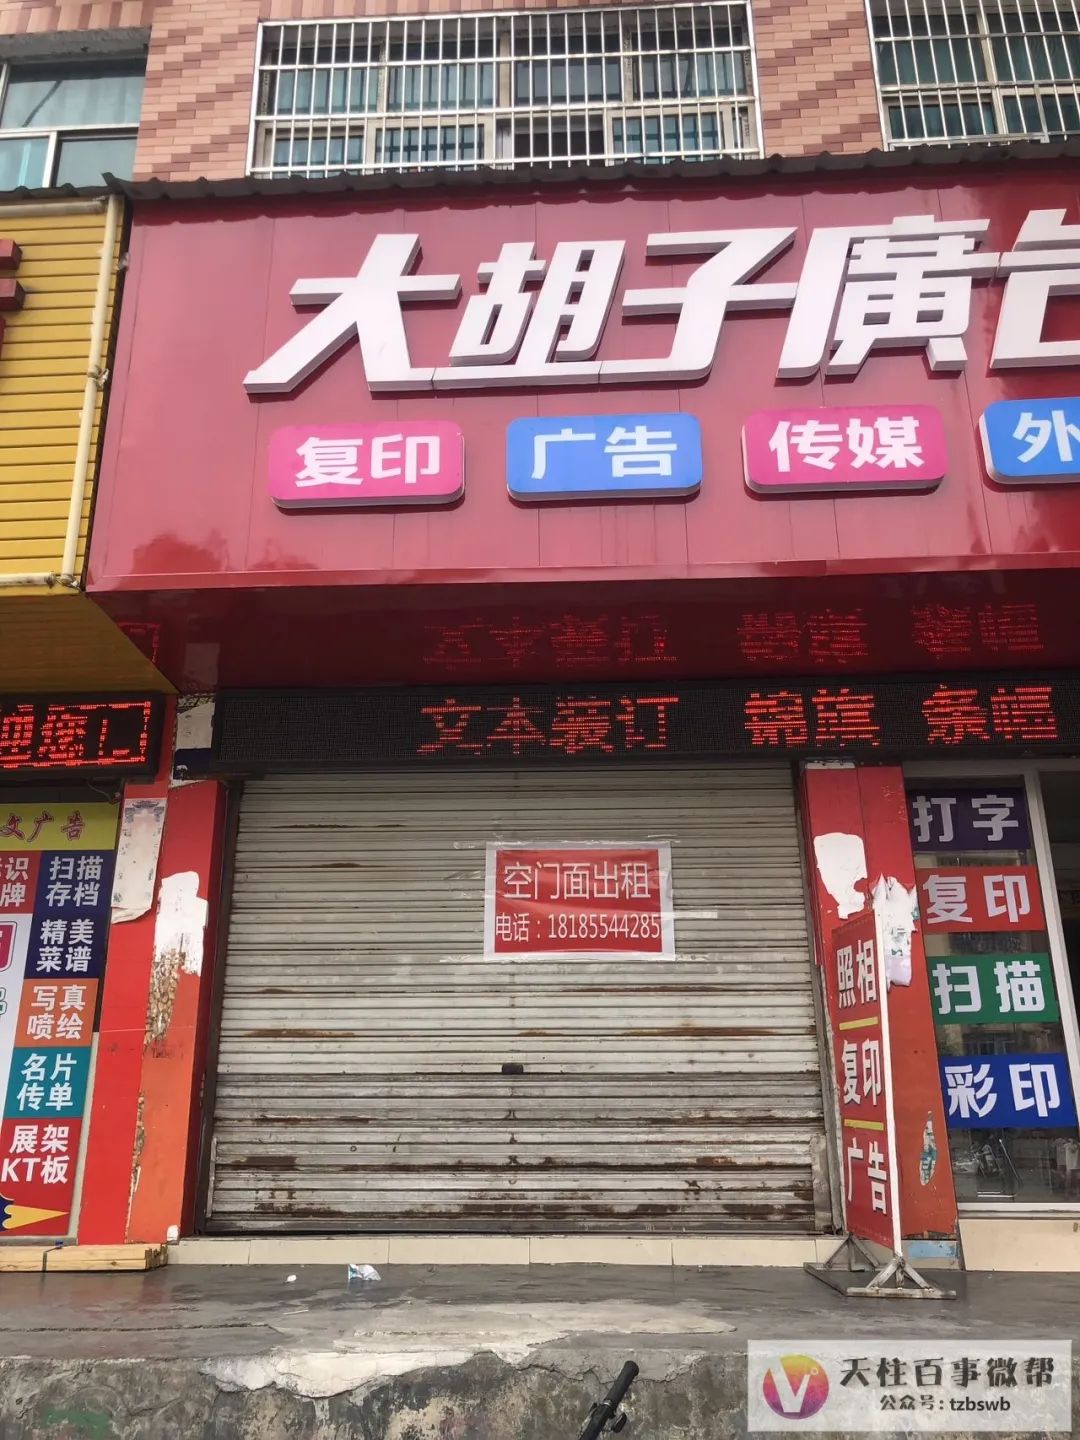 大胡子廣告
复印
广告
传媒
外
文本装订 锦旗 条幅
文广告
扫描
存档
精美
菜谱
写真
喷绘
名片
传单
展架
KT板
空门面出租
电话：18185544285
照相
复印
广告
打字
复印
扫描
彩印
天柱百事微帮
公众号：tzbswb